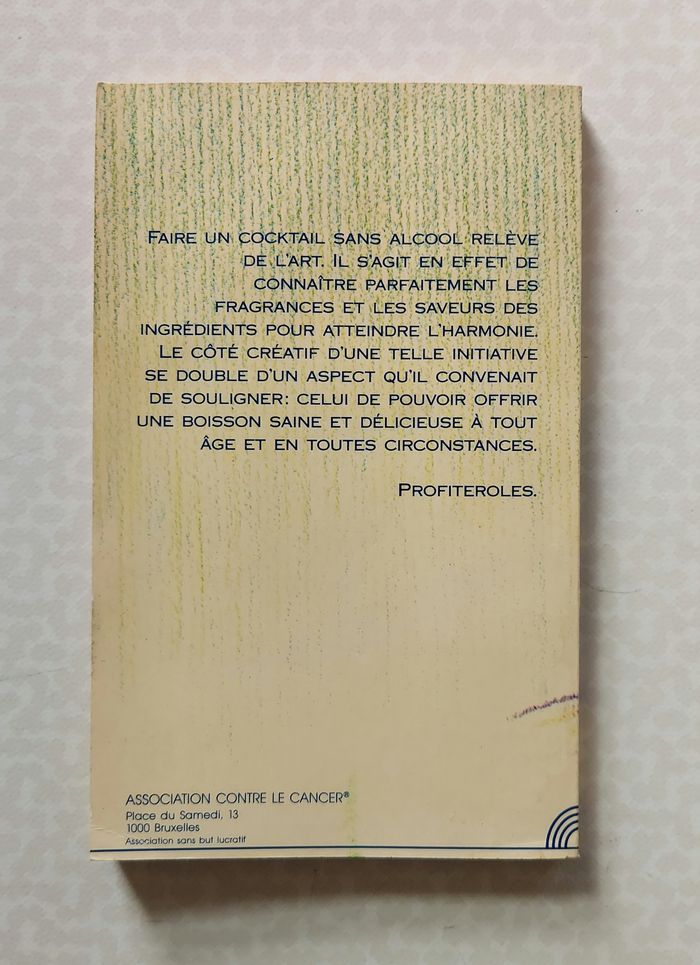 FAIRE UN COCKTAIL SANS ALCOOL RELÈVE
DE L'ART. IL S'AGIT EN EFFET DE
CONNAÎTRE PARFAITEMENT LES
FRAGRANCES ET LES SAVEURS DES
INGRÉDIENTS POUR ATTEINDRE L'HARMONIE.
LE CÔTÉ CRÉATIF D'UNE TELLE INITIATIVE
SE DOUBLE D'UN ASPECT QU'IL CONVENAIT
DE SOULIGNER: CELUI DE POUVOIR OFFRIR
UNE BOISSON SAINE ET DÉLICIEUSE À TOUT
ÂGE ET EN TOUTES CIRCONSTANCES.
PROFITEROLES.
ASSOCIATION CONTRE LE CANCER®
Place du Samedi, 13
1000 Bruxelles
Association sans but lucratif